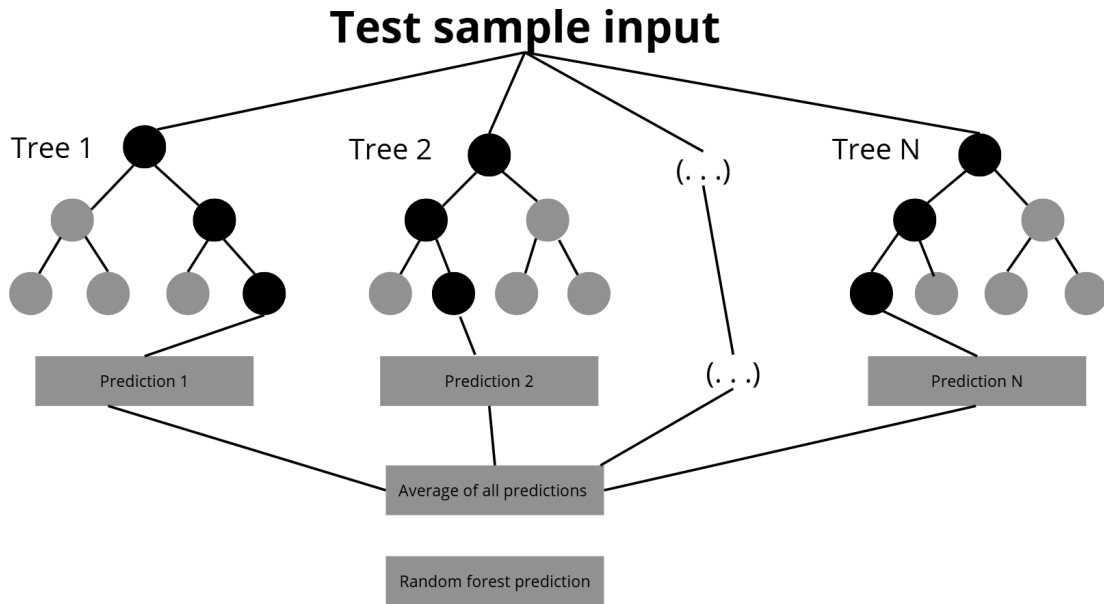 Test sample input
Tree 1
Tree 2
(. . .)
Tree N
Prediction 1
Prediction 2
(. . .)
Prediction N
Average of all predictions
Random forest prediction